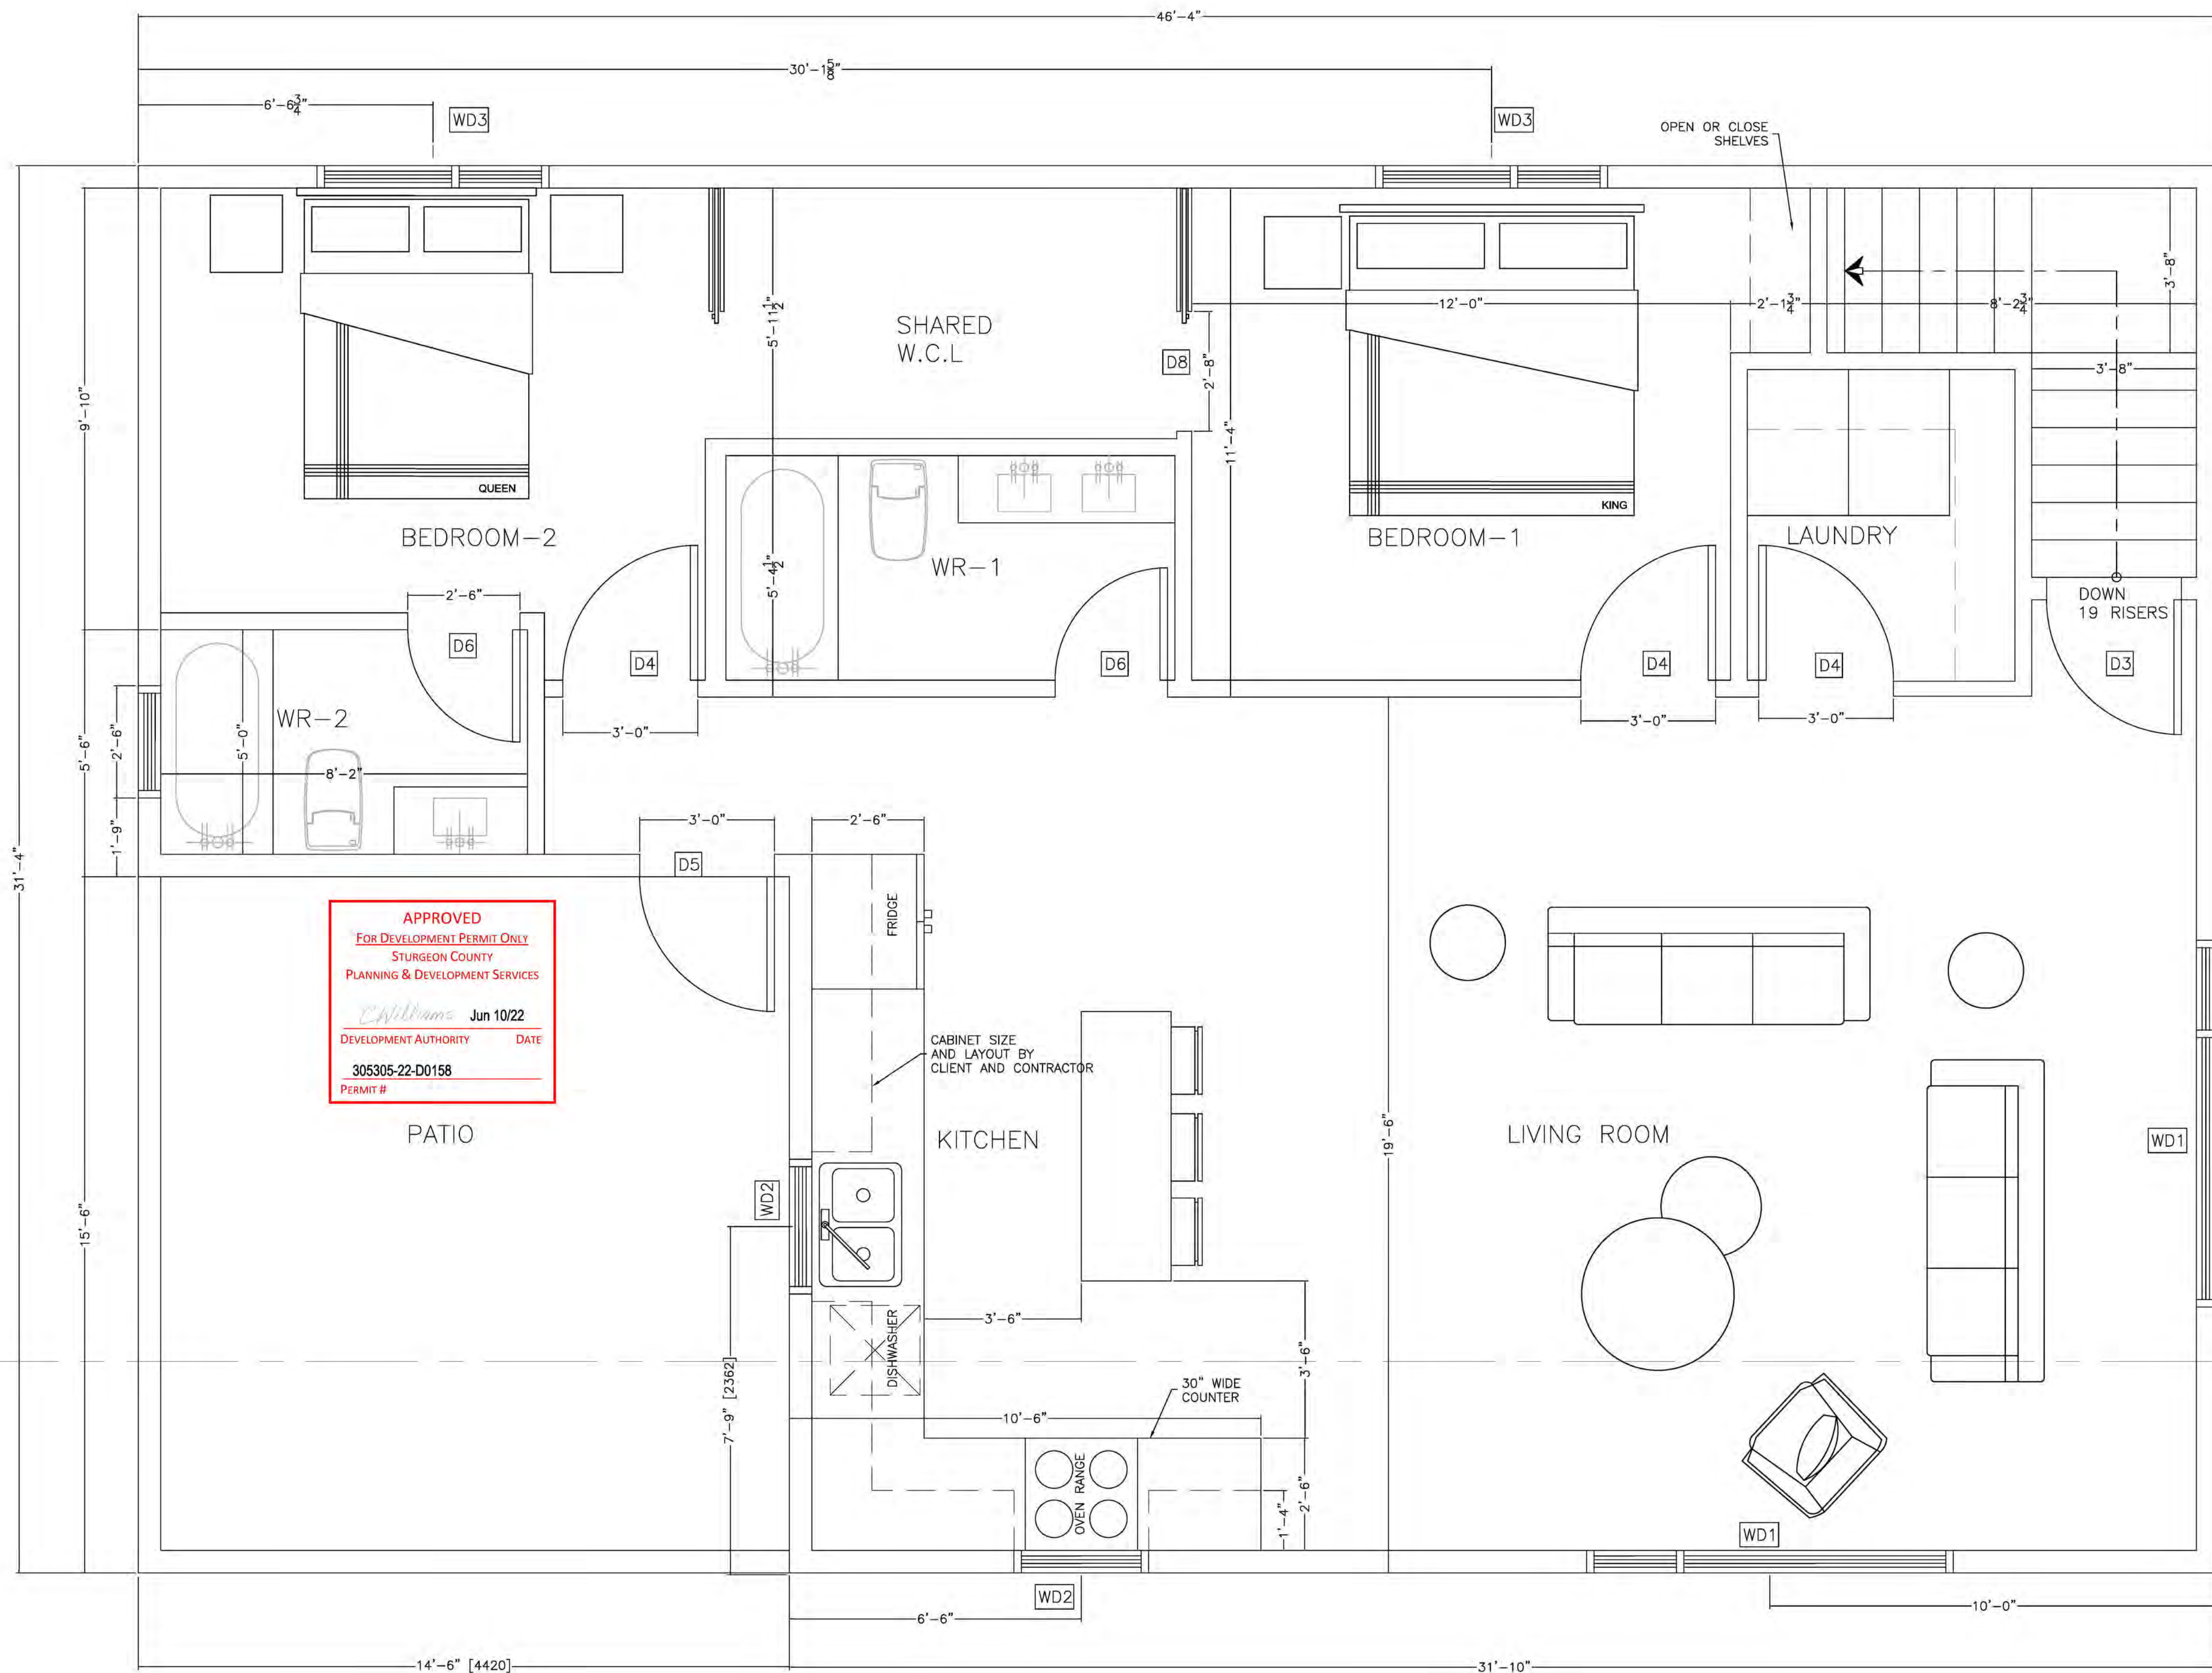 46'-4"
30'-1 5/8"
6'-6 3/4"
WD3
WD3
OPEN OR CLOSE
SHELVES
3'-8"
5'-11 1/2"
12'-0"
2'-1 3/4"
8'-2 3/4"
SHARED
W.C.L
D8
2'-8"
3'-8"
9'-10"
11'-4"
QUEEN
KING
BEDROOM-2
BEDROOM-1
LAUNDRY
WR-1
5'-4 1/2"
2'-6"
DOWN
19 RISERS
D6
D4
D6
D4
D4
D3
WR-2
3'-0"
3'-0"
3'-0"
5'-6"
2'-6"
5'-0"
8'-2"
1'-9"
3'-0"
2'-6"
D5
31'-4"
FRIDGE
APPROVED
FOR DEVELOPMENT PERMIT ONLY
STURGEON COUNTY
PLANNING & DEVELOPMENT SERVICES
CWilliams Jun 10/22
DEVELOPMENT AUTHORITY DATE
305305-22-D0158
PERMIT #
CABINET SIZE
AND LAYOUT BY
CLIENT AND CONTRACTOR
PATIO
KITCHEN
LIVING ROOM
WD1
19'-6"
15'-6"
WD2
3'-6"
DISHWASHER
3'-6"
7'-9" [2362]
30" WIDE
COUNTER
10'-6"
OVEN RANGE
2'-6"
1'-4"
WD1
WD2
6'-6"
10'-0"
14'-6" [4420]
31'-10"